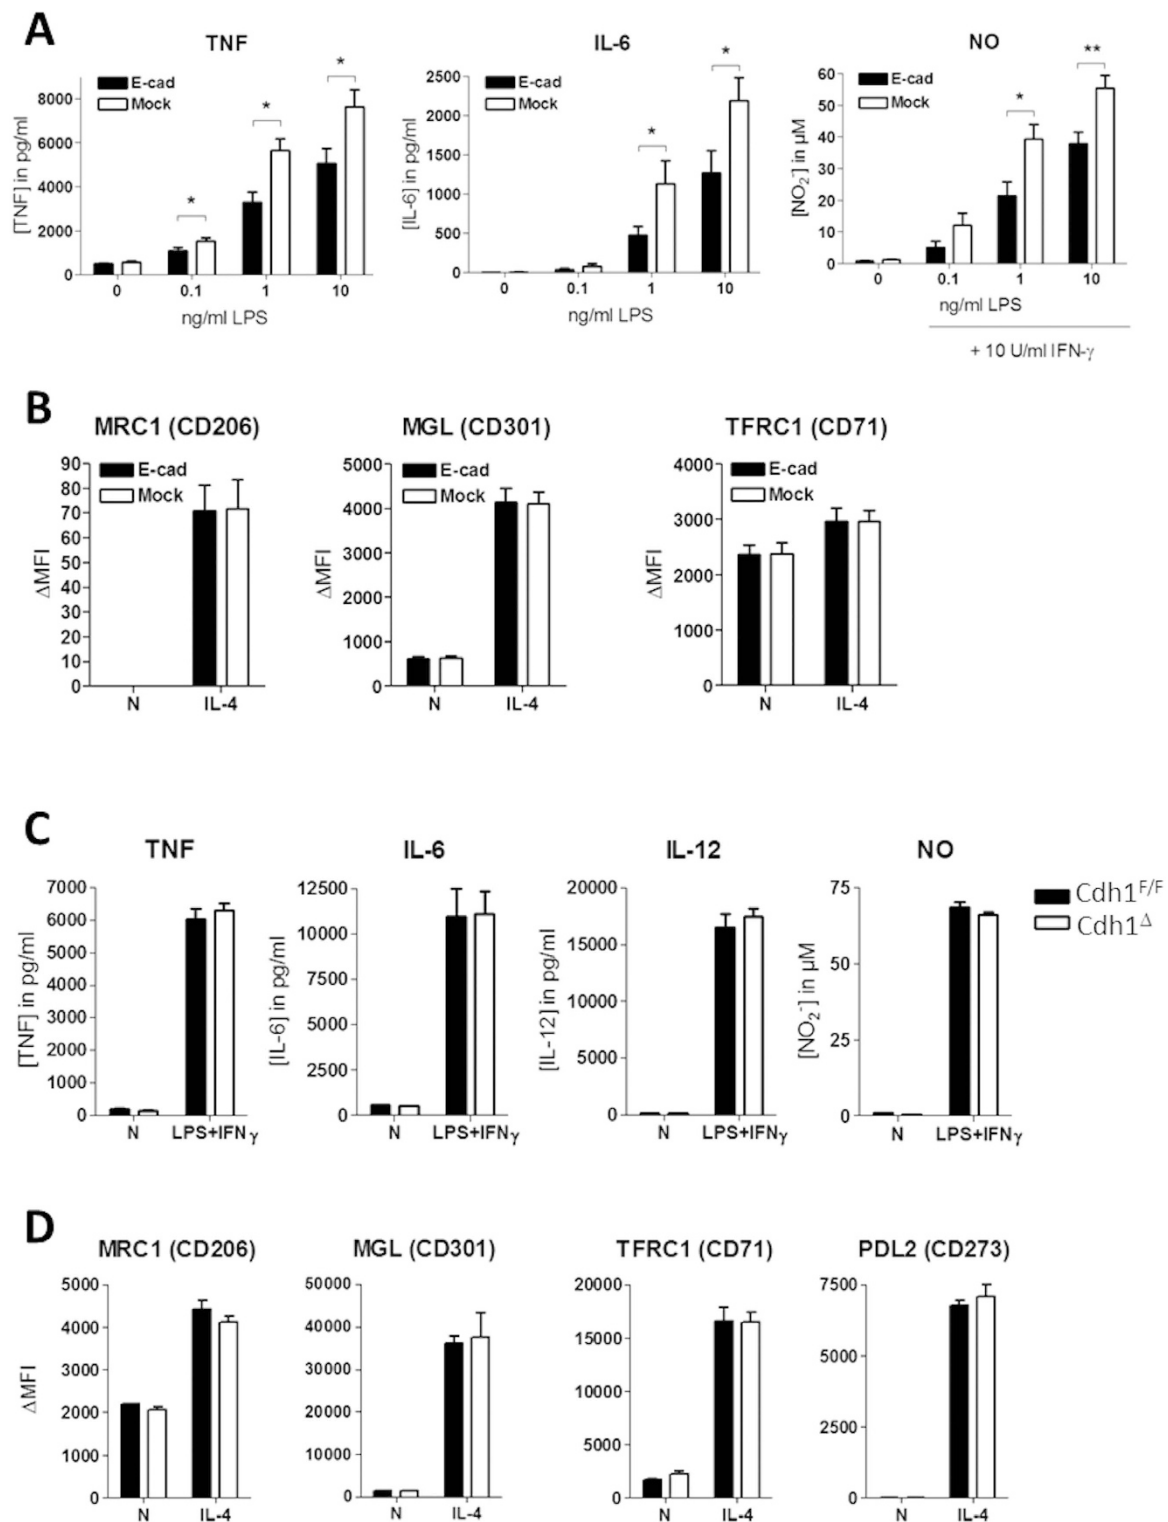 A
TNF
IL-6
NO
E-cad
Mock
[TNF] in pg/ml
8000
6000
4000
2000
0
*
*
*
0 0.1 1 10
ng/ml LPS
E-cad
Mock
[IL-6] in pg/ml
2500
2000
1500
1000
500
0
*
*
0 0.1 1 10
ng/ml LPS
E-cad
Mock
[NO₂⁻] in µM
60
50
40
30
20
10
0
*
**
0 0.1 1 10
ng/ml LPS
+ 10 U/ml IFN-γ
B
MRC1 (CD206)
MGL (CD301)
TFRC1 (CD71)
E-cad
Mock
ΔMFI
90
80
70
60
50
40
30
20
10
0
N IL-4
E-cad
Mock
ΔMFI
5000
4000
3000
2000
1000
0
N IL-4
E-cad
Mock
ΔMFI
4000
3000
2000
1000
0
N IL-4
C
TNF
IL-6
IL-12
NO
[TNF] in pg/ml
7000
6000
5000
4000
3000
2000
1000
0
N LPS+IFNγ
[IL-6] in pg/ml
12500
10000
7500
5000
2500
0
N LPS+IFNγ
[IL-12] in pg/ml
20000
15000
10000
5000
0
N LPS+IFNγ
[NO₂⁻] in µM
75
50
25
0
N LPS+IFNγ
Cdh1F/F
Cdh1Δ
D
MRC1 (CD206)
MGL (CD301)
TFRC1 (CD71)
PDL2 (CD273)
ΔMFI
5000
4000
3000
2000
1000
0
N IL-4
50000
40000
30000
20000
10000
0
N IL-4
20000
15000
10000
5000
0
N IL-4
7500
5000
2500
0
N IL-4